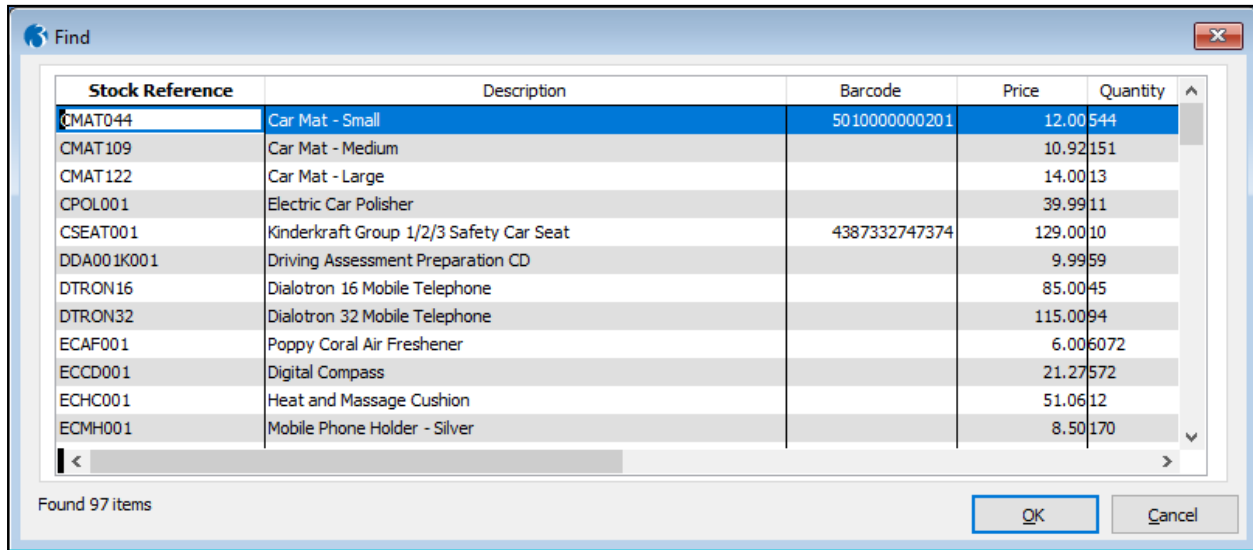 Find
Stock Reference Description Barcode Price Quantity
CMAT044 Car Mat - Small 5010000000201 12.00 544
CMAT109 Car Mat - Medium 10.92 151
CMAT122 Car Mat - Large 14.00 13
CPOL001 Electric Car Polisher 39.99 11
CSEAT001 Kinderkraft Group 1/2/3 Safety Car Seat 4387332747374 129.00 10
DDA001K001 Driving Assessment Preparation CD 9.99 59
DTRON16 Dialotron 16 Mobile Telephone 85.00 45
DTRON32 Dialotron 32 Mobile Telephone 115.00 94
ECAF001 Poppy Coral Air Freshener 6.00 6072
ECCD001 Digital Compass 21.27 572
ECHC001 Heat and Massage Cushion 51.06 12
ECMH001 Mobile Phone Holder - Silver 8.50 170
Found 97 items
OK Cancel